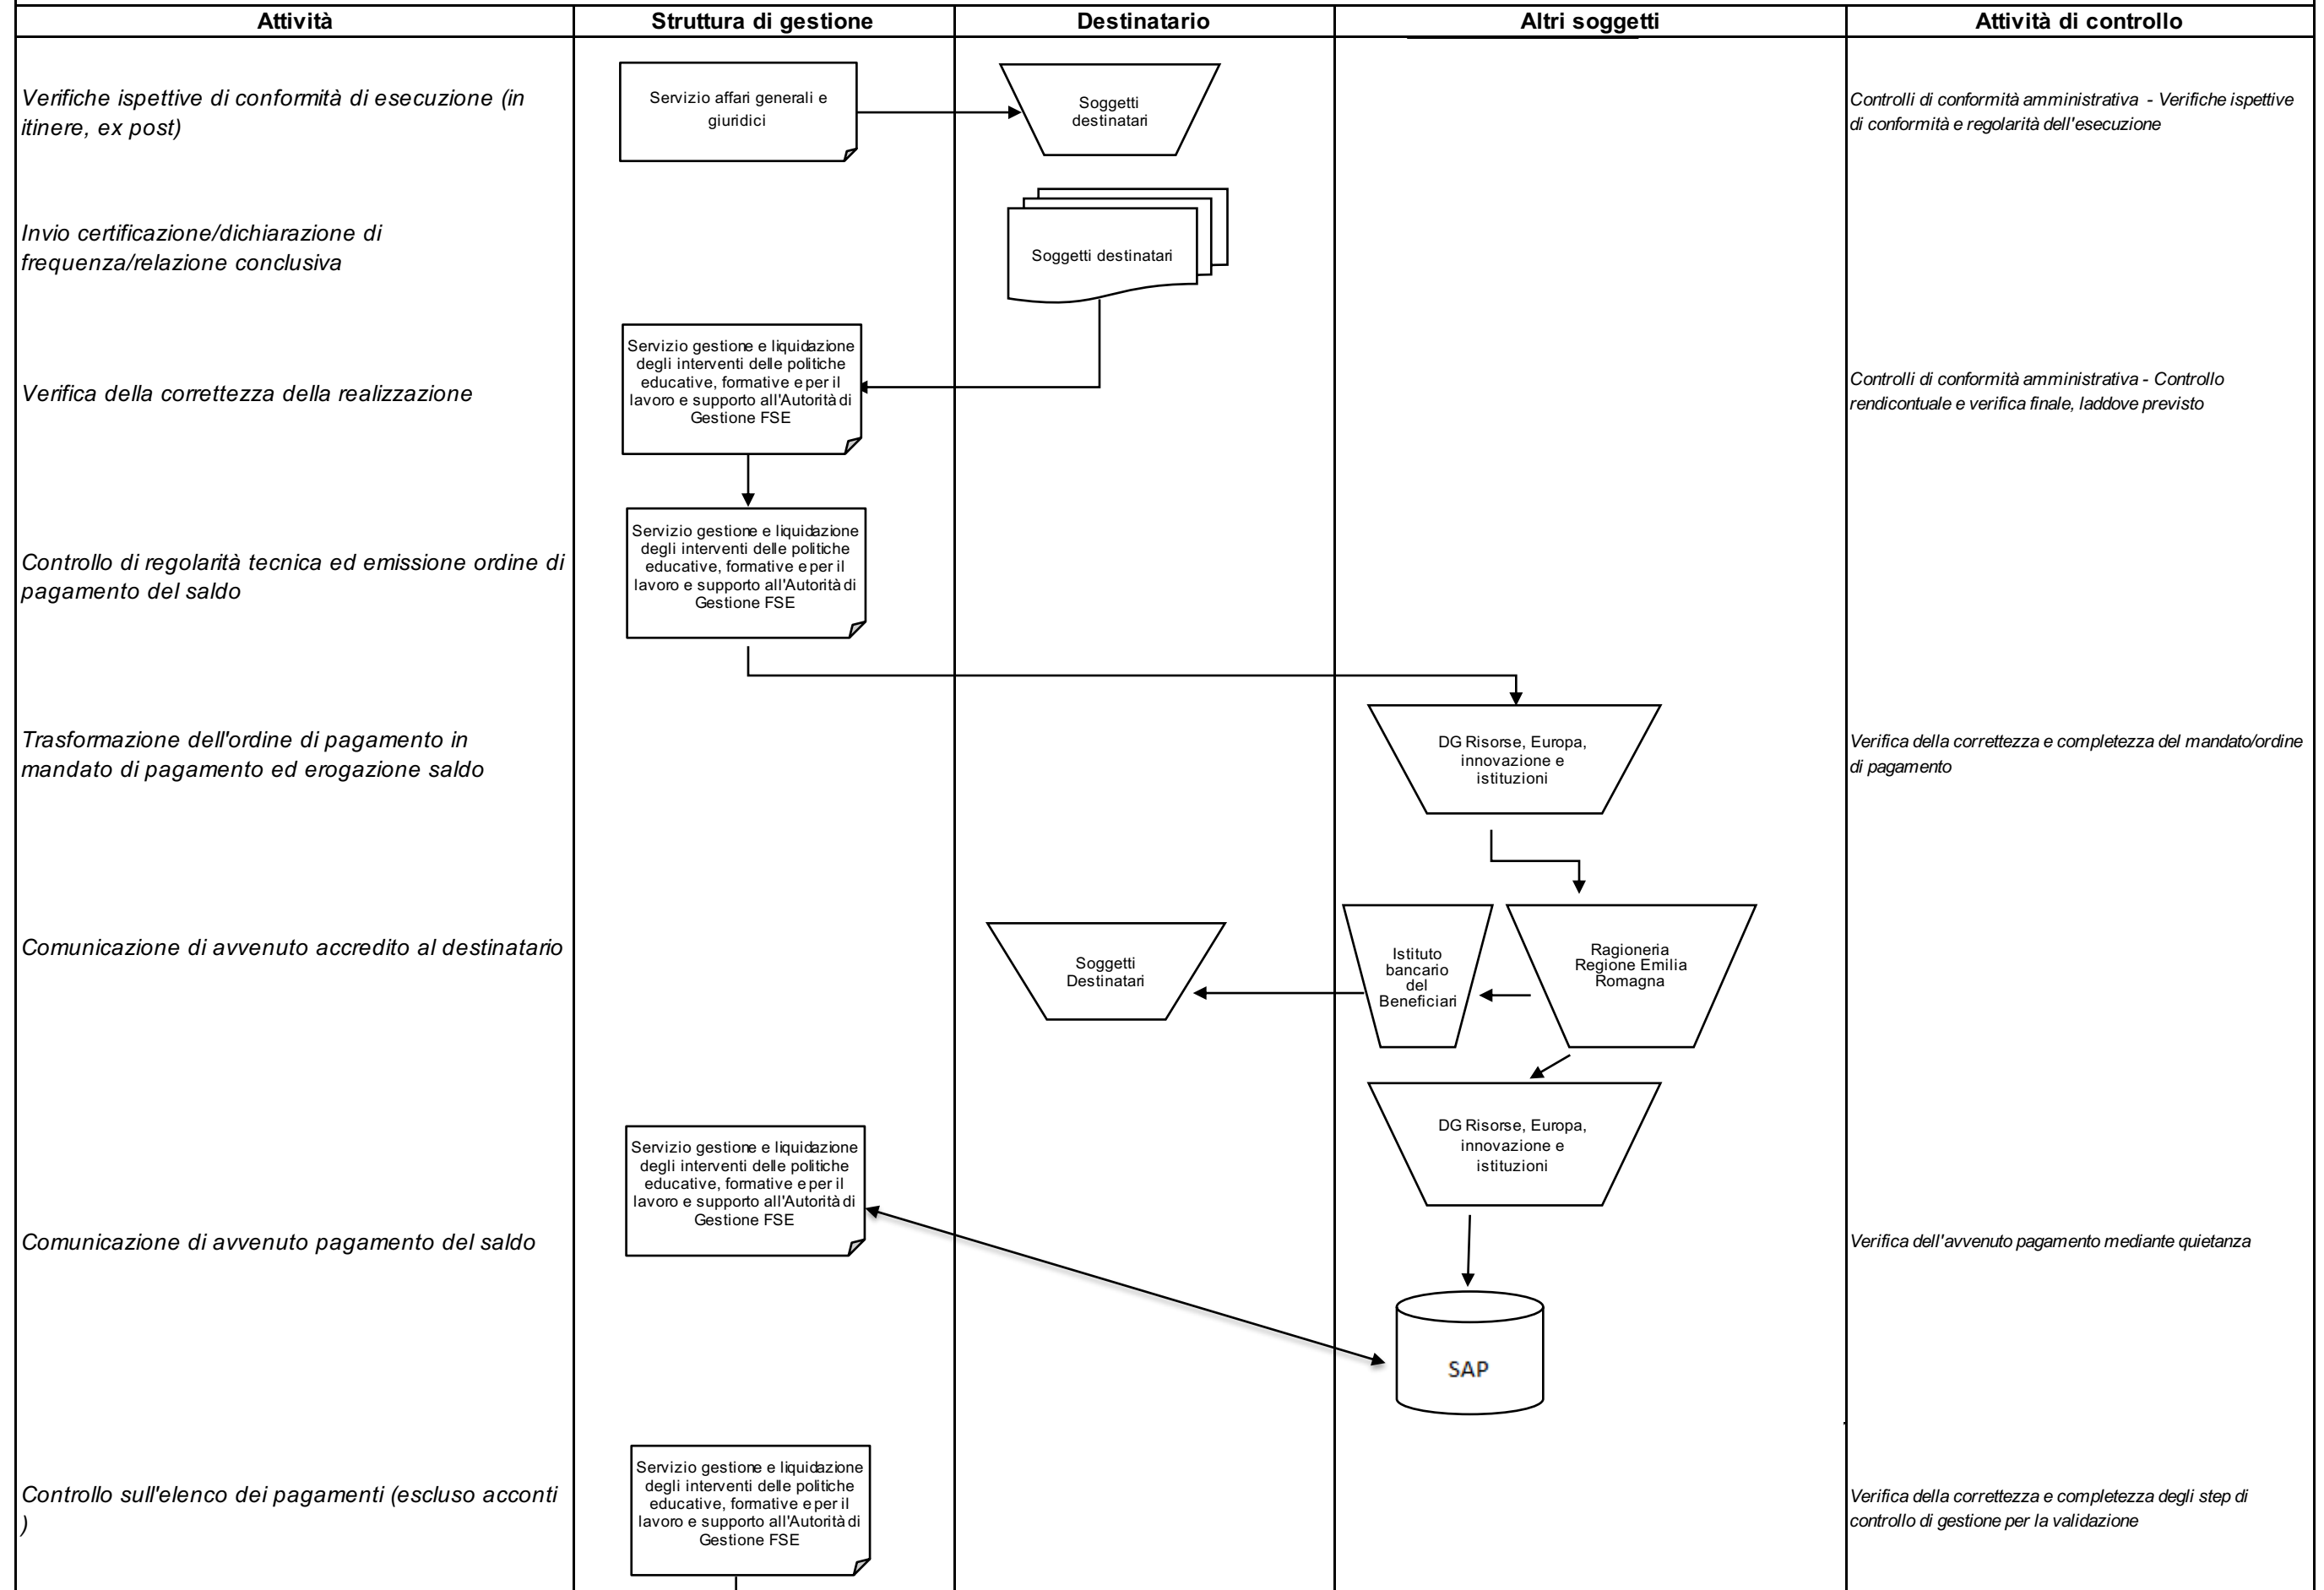 Attività
Struttura di gestione
Destinatario
Altri soggetti
Attività di controllo
Verifiche ispettive di conformità di esecuzione (in
itinere, ex post)
Servizio affari generali e
giuridici
Soggetti
destinatari
Controlli di conformità amministrativa - Verifiche ispettive
di conformità e regolarità dell'esecuzione
Invio certificazione/dichiarazione di
frequenza/relazione conclusiva
Soggetti destinatari
Verifica della correttezza della realizzazione
Servizio gestione e liquidazione
degli interventi delle politiche
educative, formative e per il
lavoro e supporto all'Autorità di
Gestione FSE
Controlli di conformità amministrativa - Controllo
rendicontuale e verifica finale, laddove previsto
Controllo di regolarità tecnica ed emissione ordine di
pagamento del saldo
Servizio gestione e liquidazione
degli interventi delle politiche
educative, formative e per il
lavoro e supporto all'Autorità di
Gestione FSE
Trasformazione dell'ordine di pagamento in
mandato di pagamento ed erogazione saldo
DG Risorse, Europa,
innovazione e
istituzioni
Verifica della correttezza e completezza del mandato/ordine
di pagamento
Comunicazione di avvenuto accredito al destinatario
Soggetti
Destinatari
Istituto
bancario
del
Beneficiari
Ragioneria
Regione Emilia
Romagna
DG Risorse, Europa,
innovazione e
istituzioni
Comunicazione di avvenuto pagamento del saldo
Servizio gestione e liquidazione
degli interventi delle politiche
educative, formative e per il
lavoro e supporto all'Autorità di
Gestione FSE
Verifica dell'avvenuto pagamento mediante quietanza
SAP
Controllo sull'elenco dei pagamenti (escluso acconti
)
Servizio gestione e liquidazione
degli interventi delle politiche
educative, formative e per il
lavoro e supporto all'Autorità di
Gestione FSE
Verifica della correttezza e completezza degli step di
controllo di gestione per la validazione